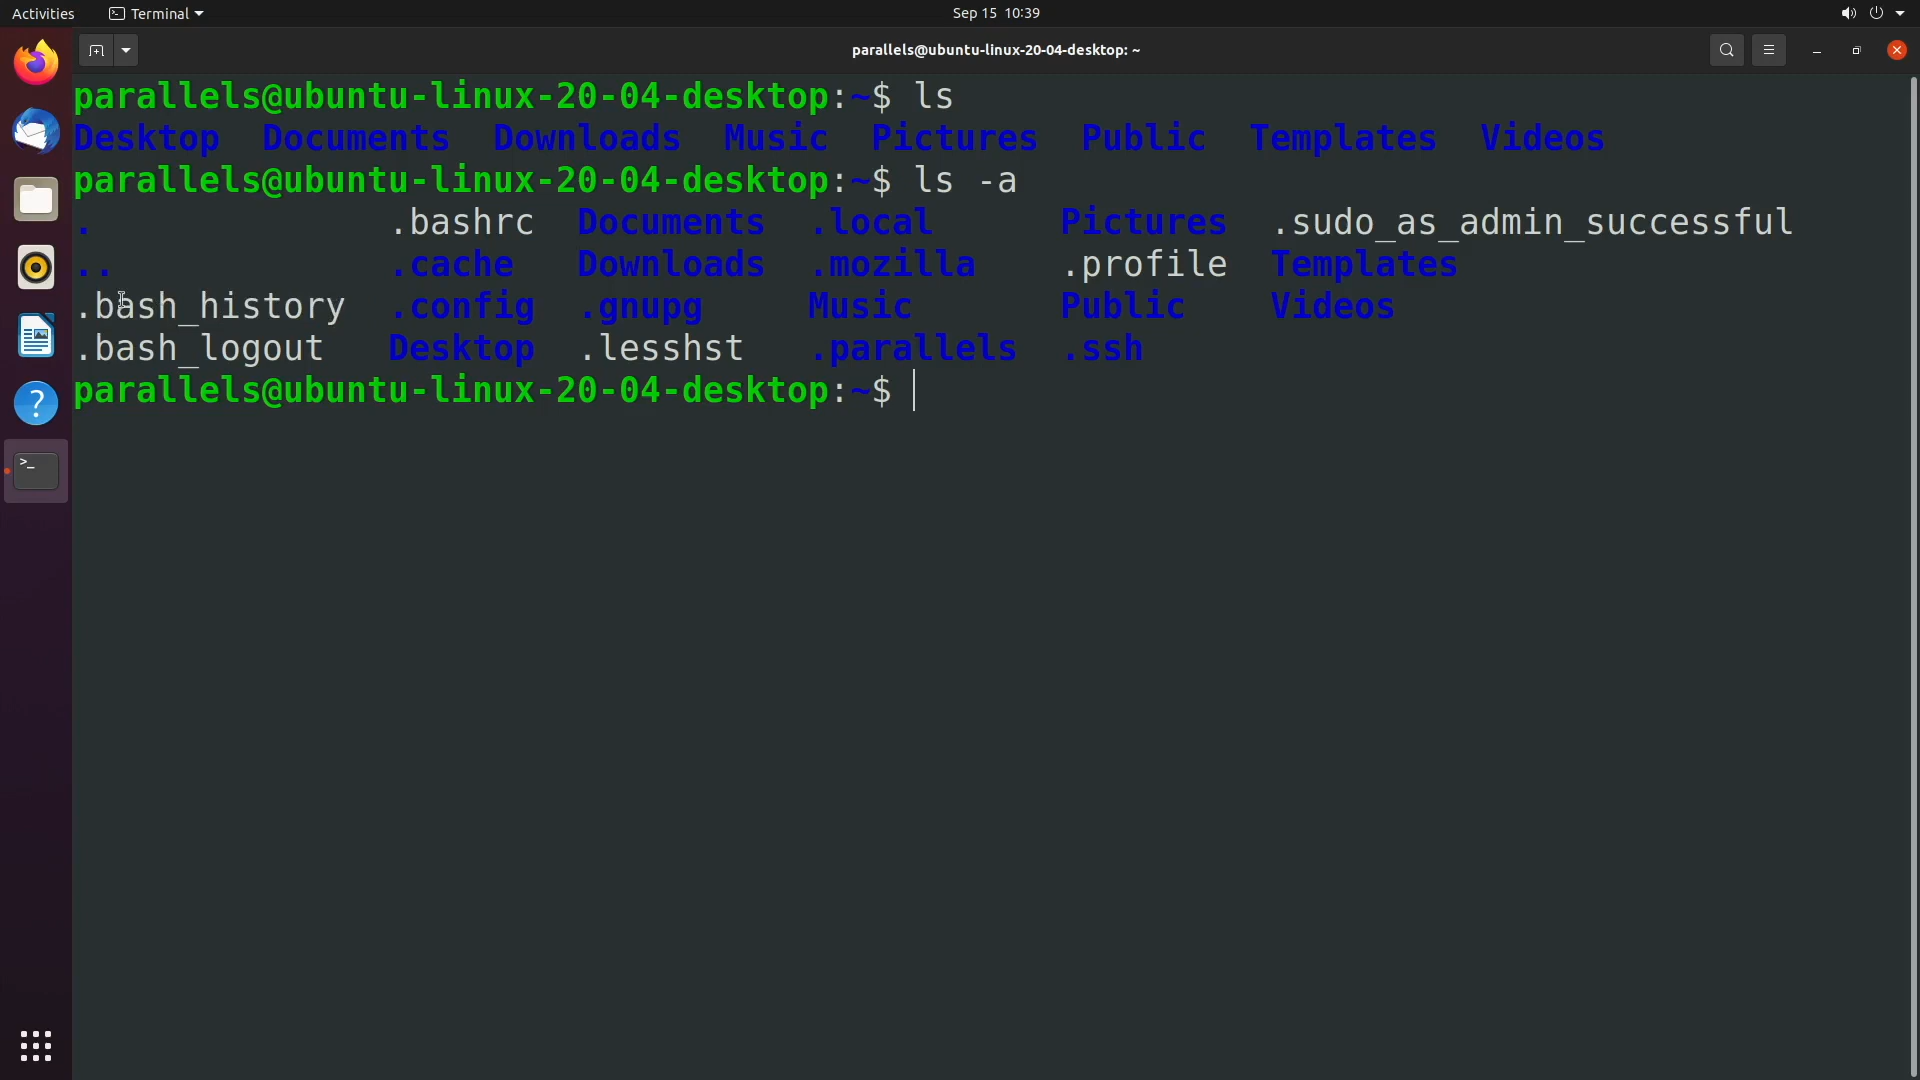 Activities Terminal Sep 15 10:39
parallels@ubuntu-linux-20-04-desktop: ~
parallels@ubuntu-linux-20-04-desktop:~$ ls
Desktop Documents Downloads Music Pictures Public Templates Videos
parallels@ubuntu-linux-20-04-desktop:~$ ls -a
. .bashrc Documents .local Pictures .sudo_as_admin_successful
.. .cache Downloads .mozilla .profile Templates
.bash_history .config .gnupg Music Public Videos
.bash_logout Desktop .lesshst .parallels .ssh
parallels@ubuntu-linux-20-04-desktop:~$